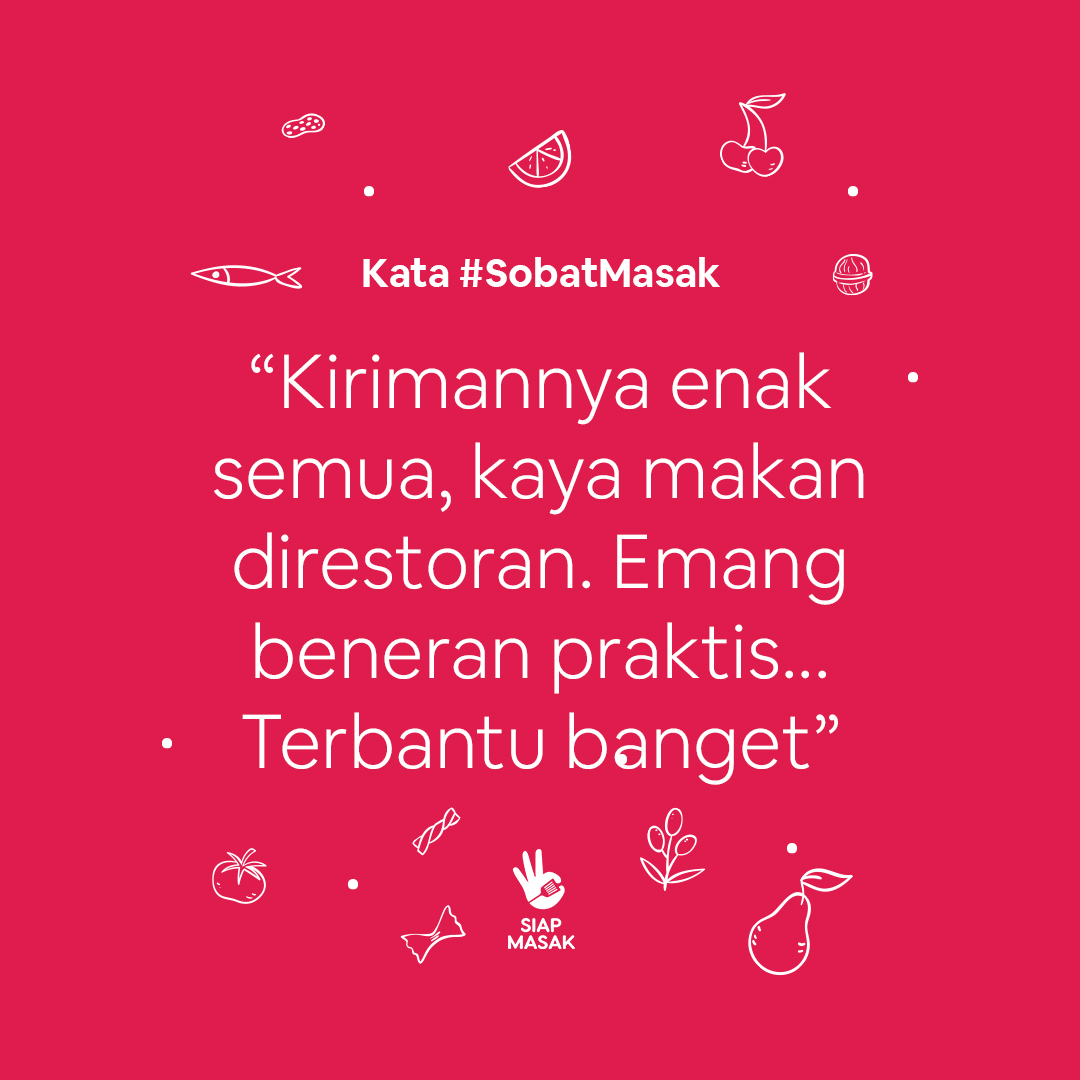 Kata #SobatMasak
“Kirimannya enak
semua, kaya makan
direstoran. Emang
beneran praktis...
Terbantu banget”
SIAP
MASAK